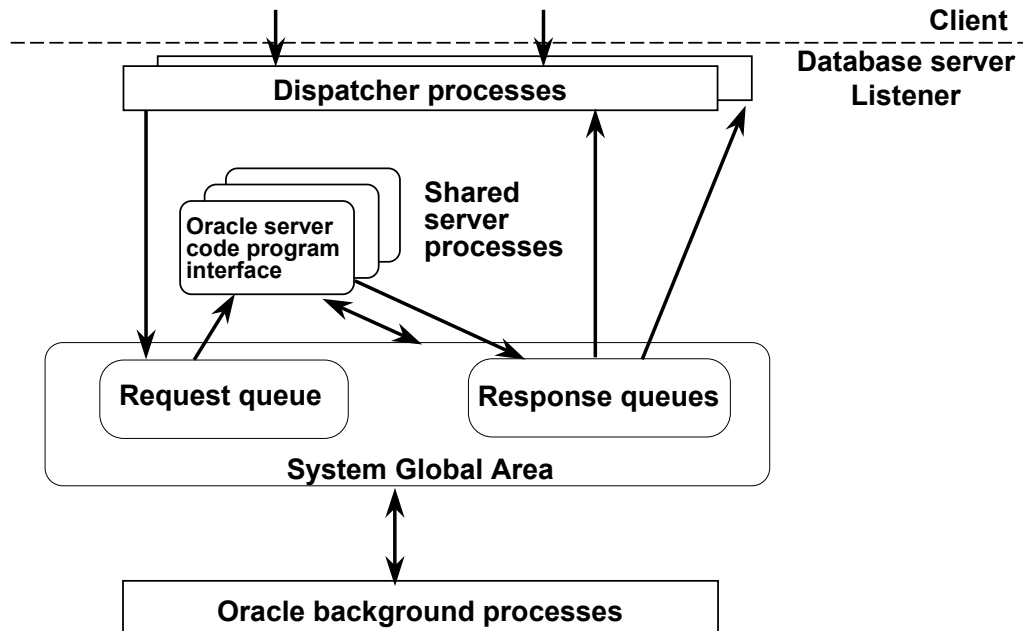 Client
Database server
Listener
Dispatcher processes
Shared
server
processes
Oracle server
code program
interface
Request queue
Response queues
System Global Area
Oracle background processes